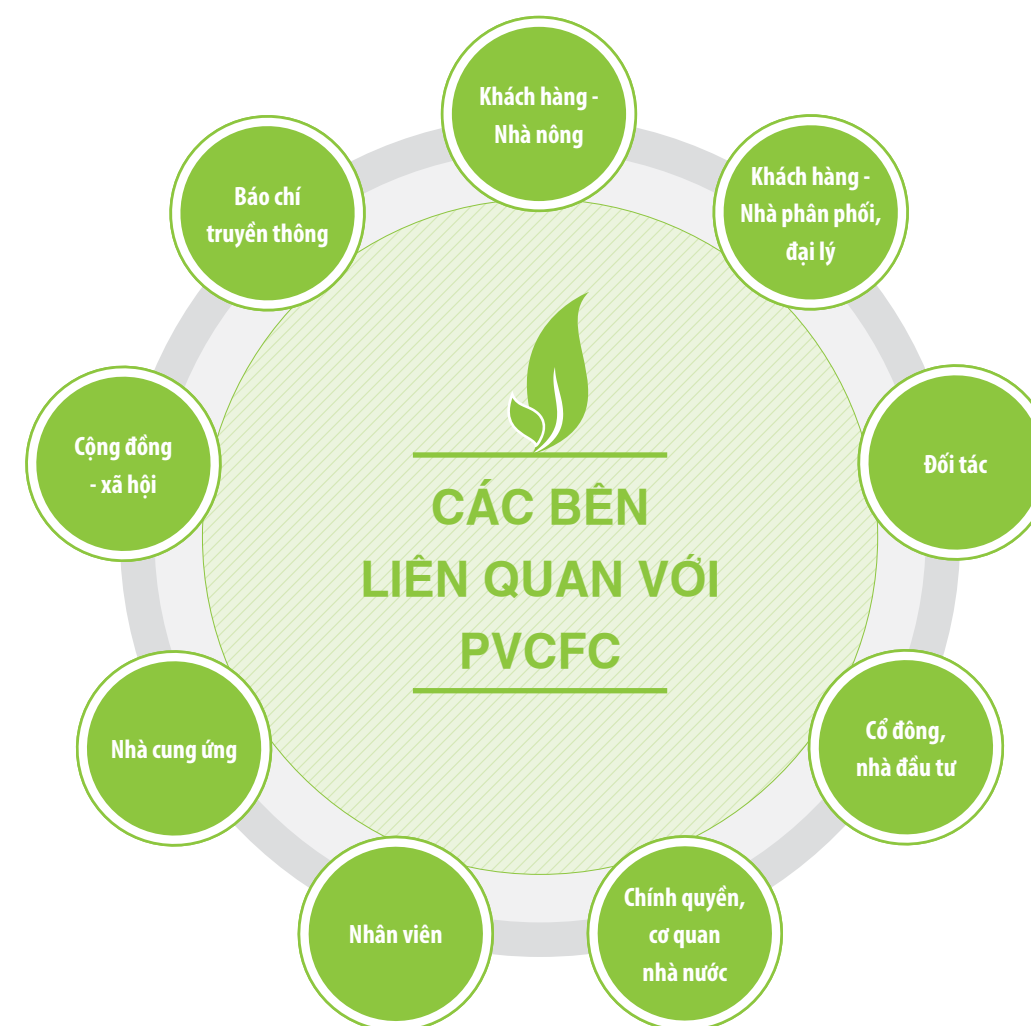 Khách hàng -
Nhà nông
Khách hàng -
Nhà phân phối,
đại lý
Đối tác
Cổ đông,
nhà đầu tư
Chính quyền,
cơ quan
nhà nước
Nhân viên
Nhà cung ứng
Cộng đồng
- xã hội
Báo chí
truyền thông
CÁC BÊN
LIÊN QUAN VỚI
PVCFC